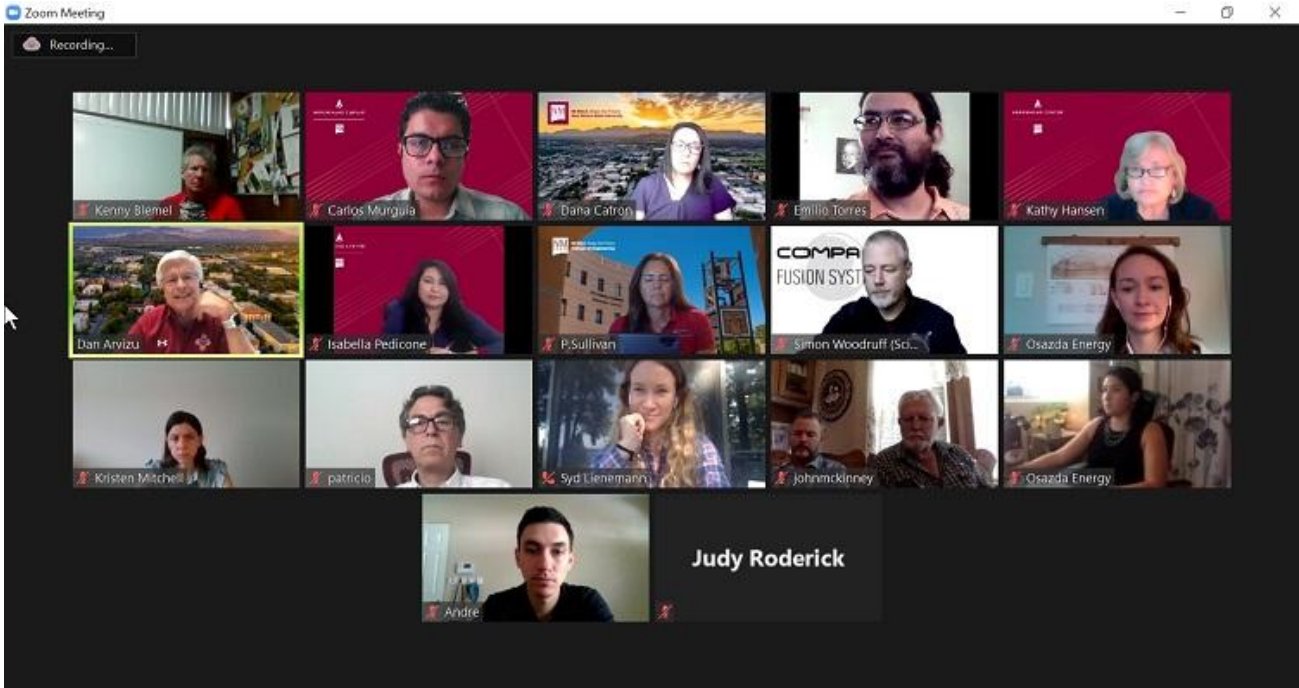 Zoom Meeting
Recording...
Kenny Blemel
Carlos Murguia
Dana Catron
Emilio Torres
Kathy Hansen
Dan Arvizu
Isabella Pedicone
P.Sullivan
COMPA
FUSION SYST
Simon Woodruff (Sci...
Osazda Energy
Kristen Mitchell
patricio
Syd Lienemann
johnmckinney
Osazda Energy
Andre
Judy Roderick